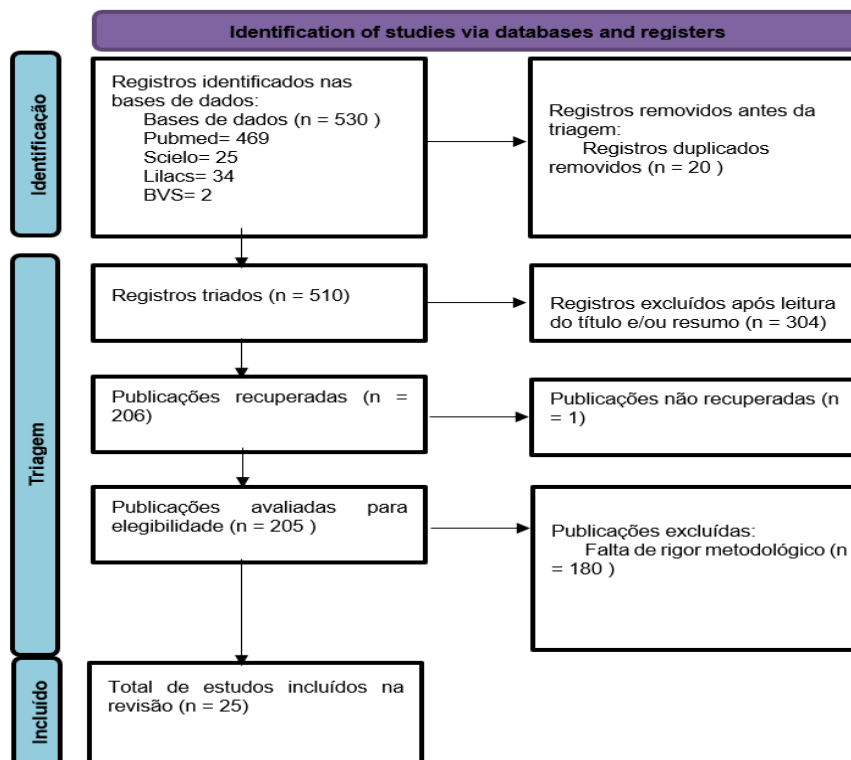 Identification of studies via databases and registers
Identificação
Registros identificados nas
bases de dados:
Bases de dados (n = 530 )
Pubmed= 469
Scielo= 25
Lilacs= 34
BVS= 2
Registros removidos antes da
triagem:
Registros duplicados
removidos (n = 20 )
Triagem
Registros triados (n = 510)
Registros excluídos após leitura
do título e/ou resumo (n = 304)
Publicações recuperadas (n =
206)
Publicações não recuperadas (n
= 1)
Publicações avaliadas para
elegibilidade (n = 205 )
Publicações excluídas:
Falta de rigor metodológico (n
= 180 )
Incluído
Total de estudos incluídos na
revisão (n = 25)